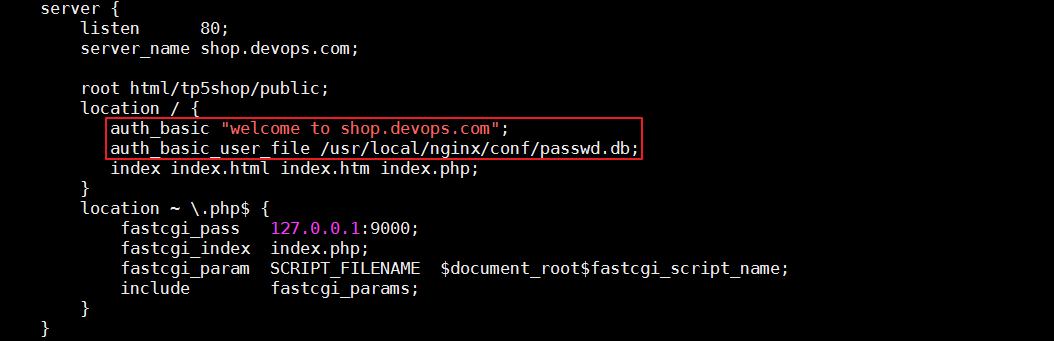 server {
listen 80;
server_name shop.devops.com;
root html/tp5shop/public;
location / {
auth_basic "welcome to shop.devops.com";
auth_basic_user_file /usr/local/nginx/conf/passwd.db;
index index.html index.htm index.php;
}
location ~ \.php$ {
fastcgi_pass 127.0.0.1:9000;
fastcgi_index index.php;
fastcgi_param SCRIPT_FILENAME $document_root$fastcgi_script_name;
include fastcgi_params;
}
}